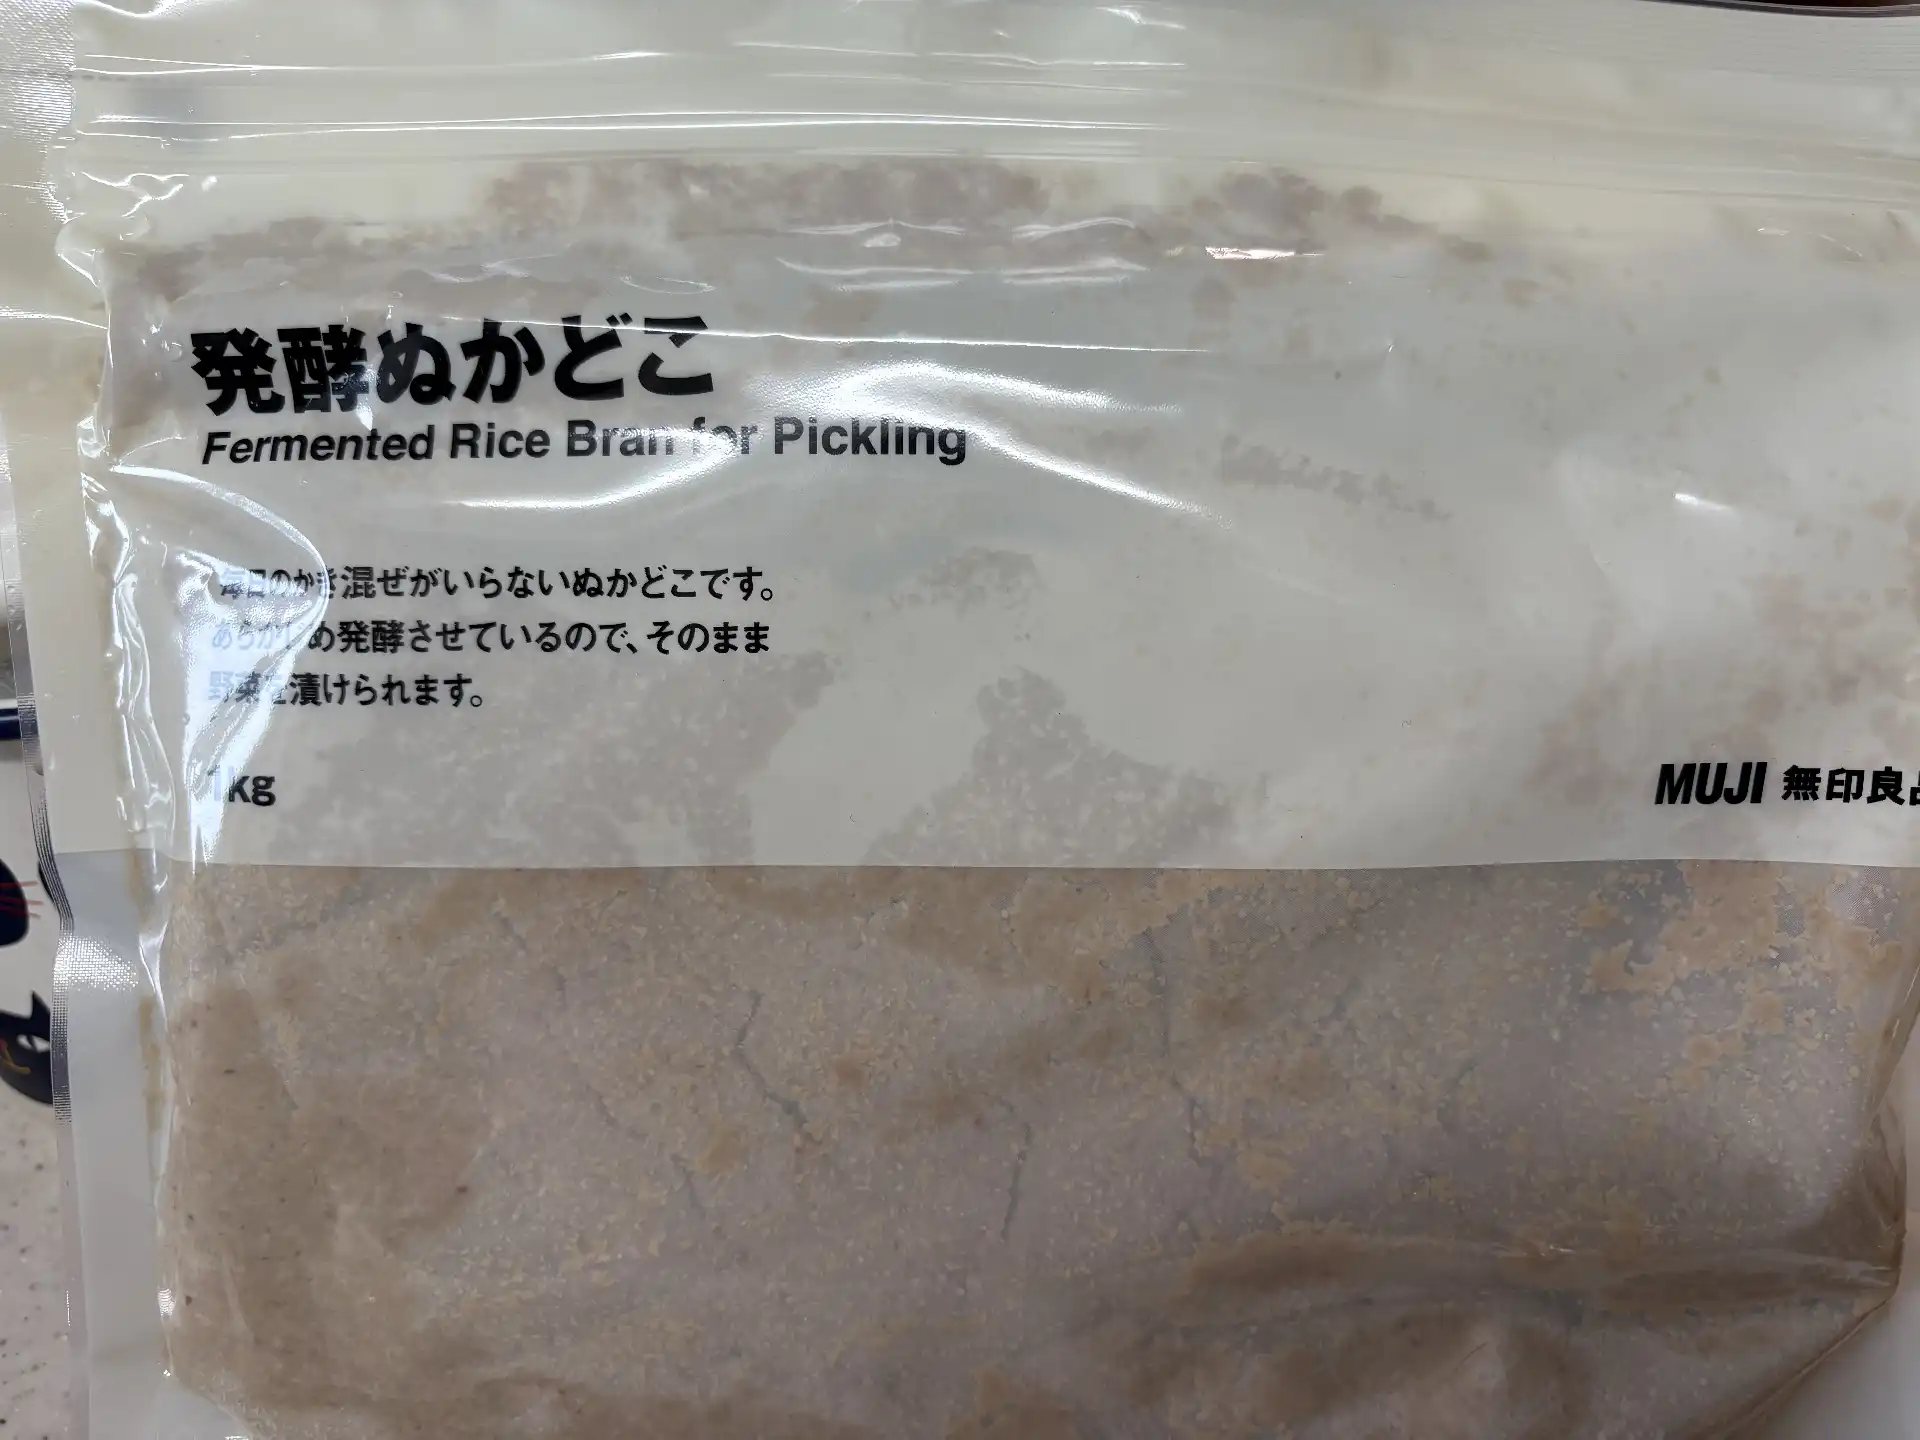 発酵ぬかどこ
Fermented Rice Bran for Pickling
毎日のかき混ぜがいらないぬかどこです。
あらかじめ発酵させているので、そのまま
野菜を漬けられます。
1kg
MUJI 無印良品